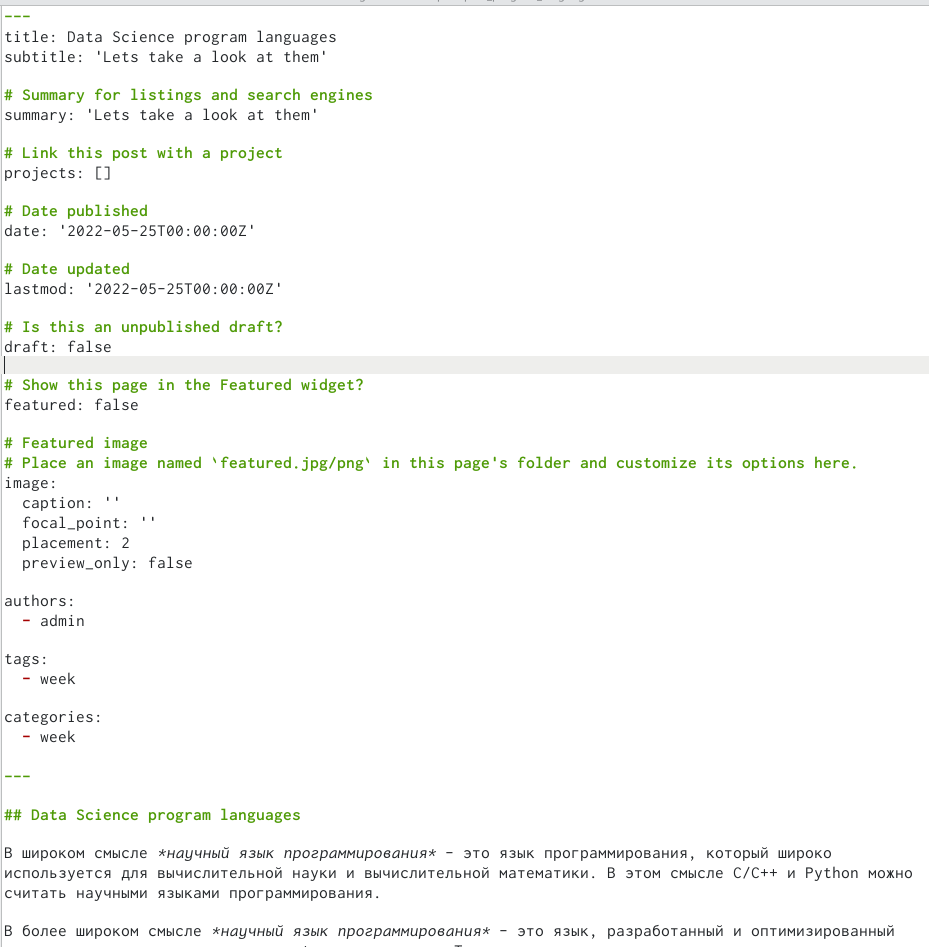 ---
title: Data Science program languages
subtitle: 'Lets take a look at them'
# Summary for listings and search engines
summary: 'Lets take a look at them'
# Link this post with a project
projects: []
# Date published
date: '2022-05-25T00:00:00Z'
# Date updated
lastmod: '2022-05-25T00:00:00Z'
# Is this an unpublished draft?
draft: false
# Show this page in the Featured widget?
featured: false
# Featured image
# Place an image named `featured.jpg/png` in this page's folder and customize its options here.
image:
  caption: ''
  focal_point: ''
  placement: 2
  preview_only: false
authors:
  - admin
tags:
  - week
categories:
  - week
---
## Data Science program languages
В широком смысле *научный язык программирования* - это язык программирования, который широко
используется для вычислительной науки и вычислительной математики. В этом смысле C/C++ и Python можно
считать научными языками программирования.
В более широком смысле *научный язык программирования* - это язык, разработанный и оптимизированный